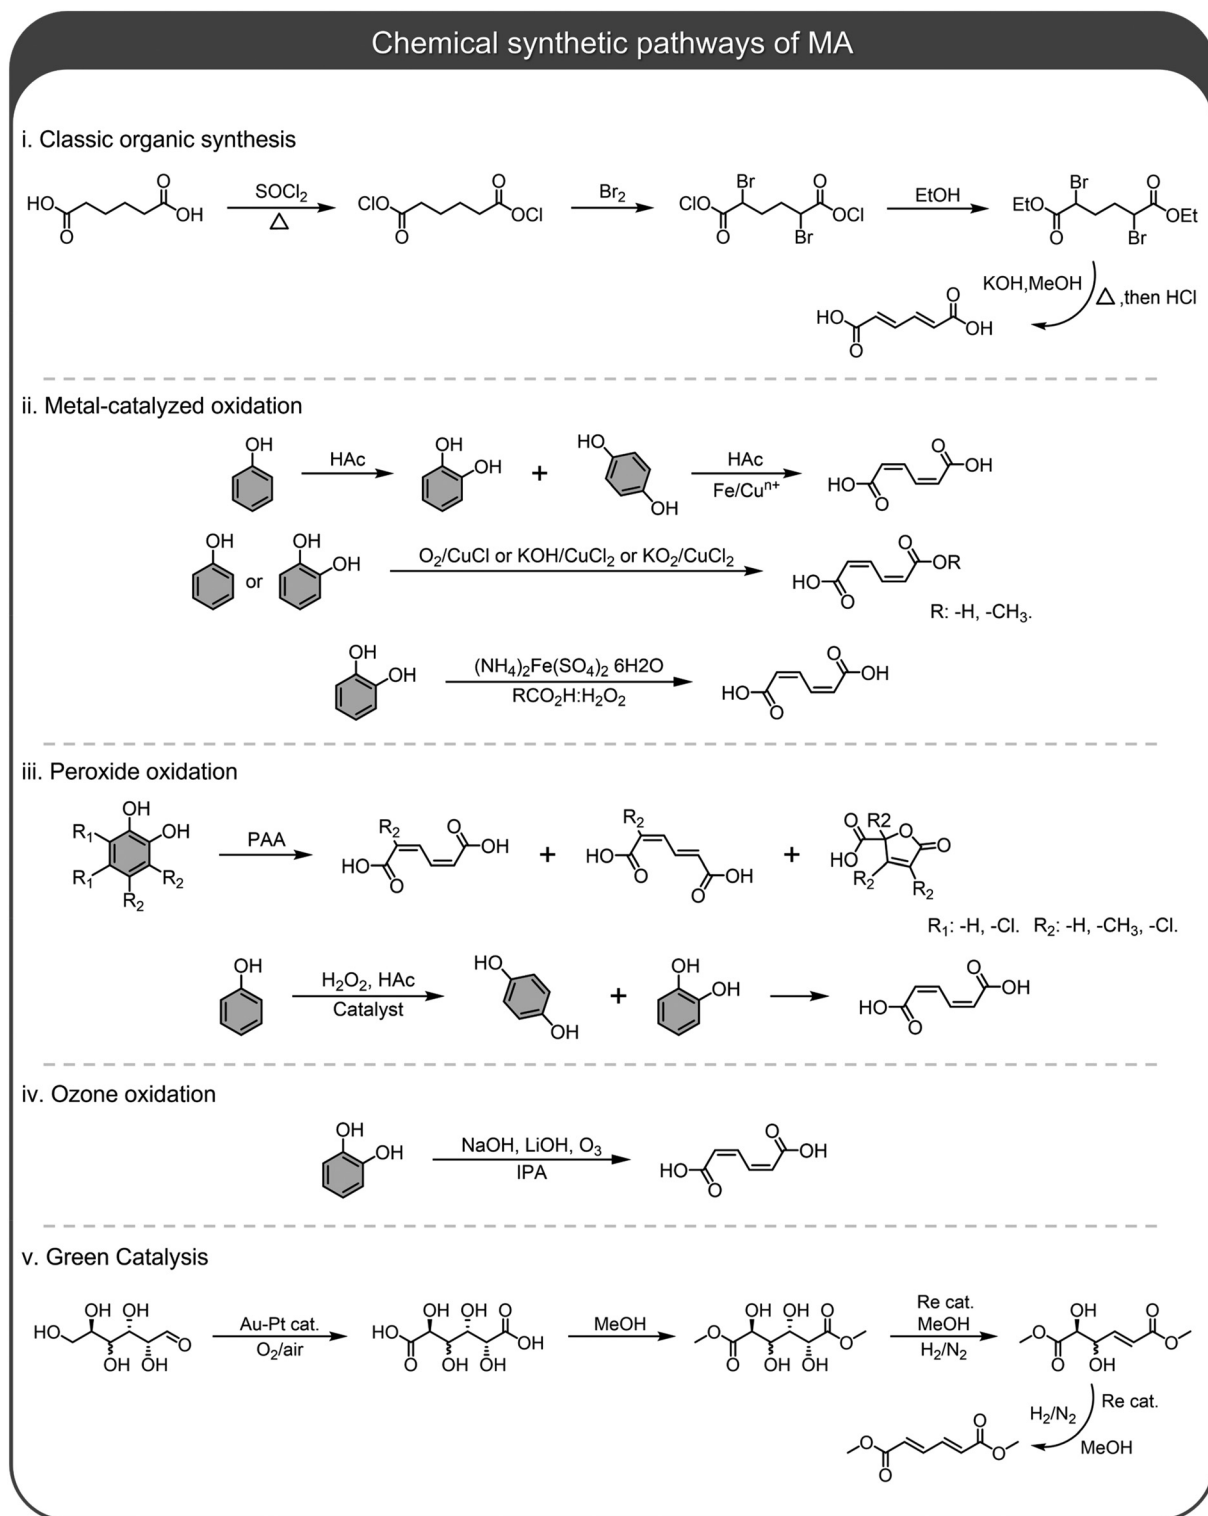 Chemical synthetic pathways of MA
i. Classic organic synthesis
HO O O OH
SOCl2
△
ClO O O OCl
Br2
ClO O Br Br O OCl
EtOH
EtO O Br Br O OEt
KOH,MeOH
△ ,then HCl
HO O O OH
ii. Metal-catalyzed oxidation
OH
HAc
OH OH
+
HO OH
HAc
Fe/Cun+
HO O O OH
OH
or
OH OH
O2/CuCl or KOH/CuCl2 or KO2/CuCl2
HO O O OR
R: -H, -CH3.
OH OH
(NH4)2Fe(SO4)2 6H2O
RCO2H:H2O2
HO O O OH
iii. Peroxide oxidation
OH OH R1 R1 R2 R2
PAA
R2 HO O O OH
+
R2 HO O O OH
+
O HO R2 O O R2 R2
R1: -H, -Cl. R2: -H, -CH3, -Cl.
OH
H2O2, HAc
Catalyst
HO OH
+
OH OH
HO O O OH
iv. Ozone oxidation
OH OH
NaOH, LiOH, O3
IPA
HO O O OH
v. Green Catalysis
HO OH OH OH OH O
Au-Pt cat.
O2/air
HO O OH OH OH OH O OH
MeOH
O O OH OH OH OH O O
Re cat.
MeOH
H2/N2
O O OH OH O O
H2/N2
Re cat.
MeOH
O O O O